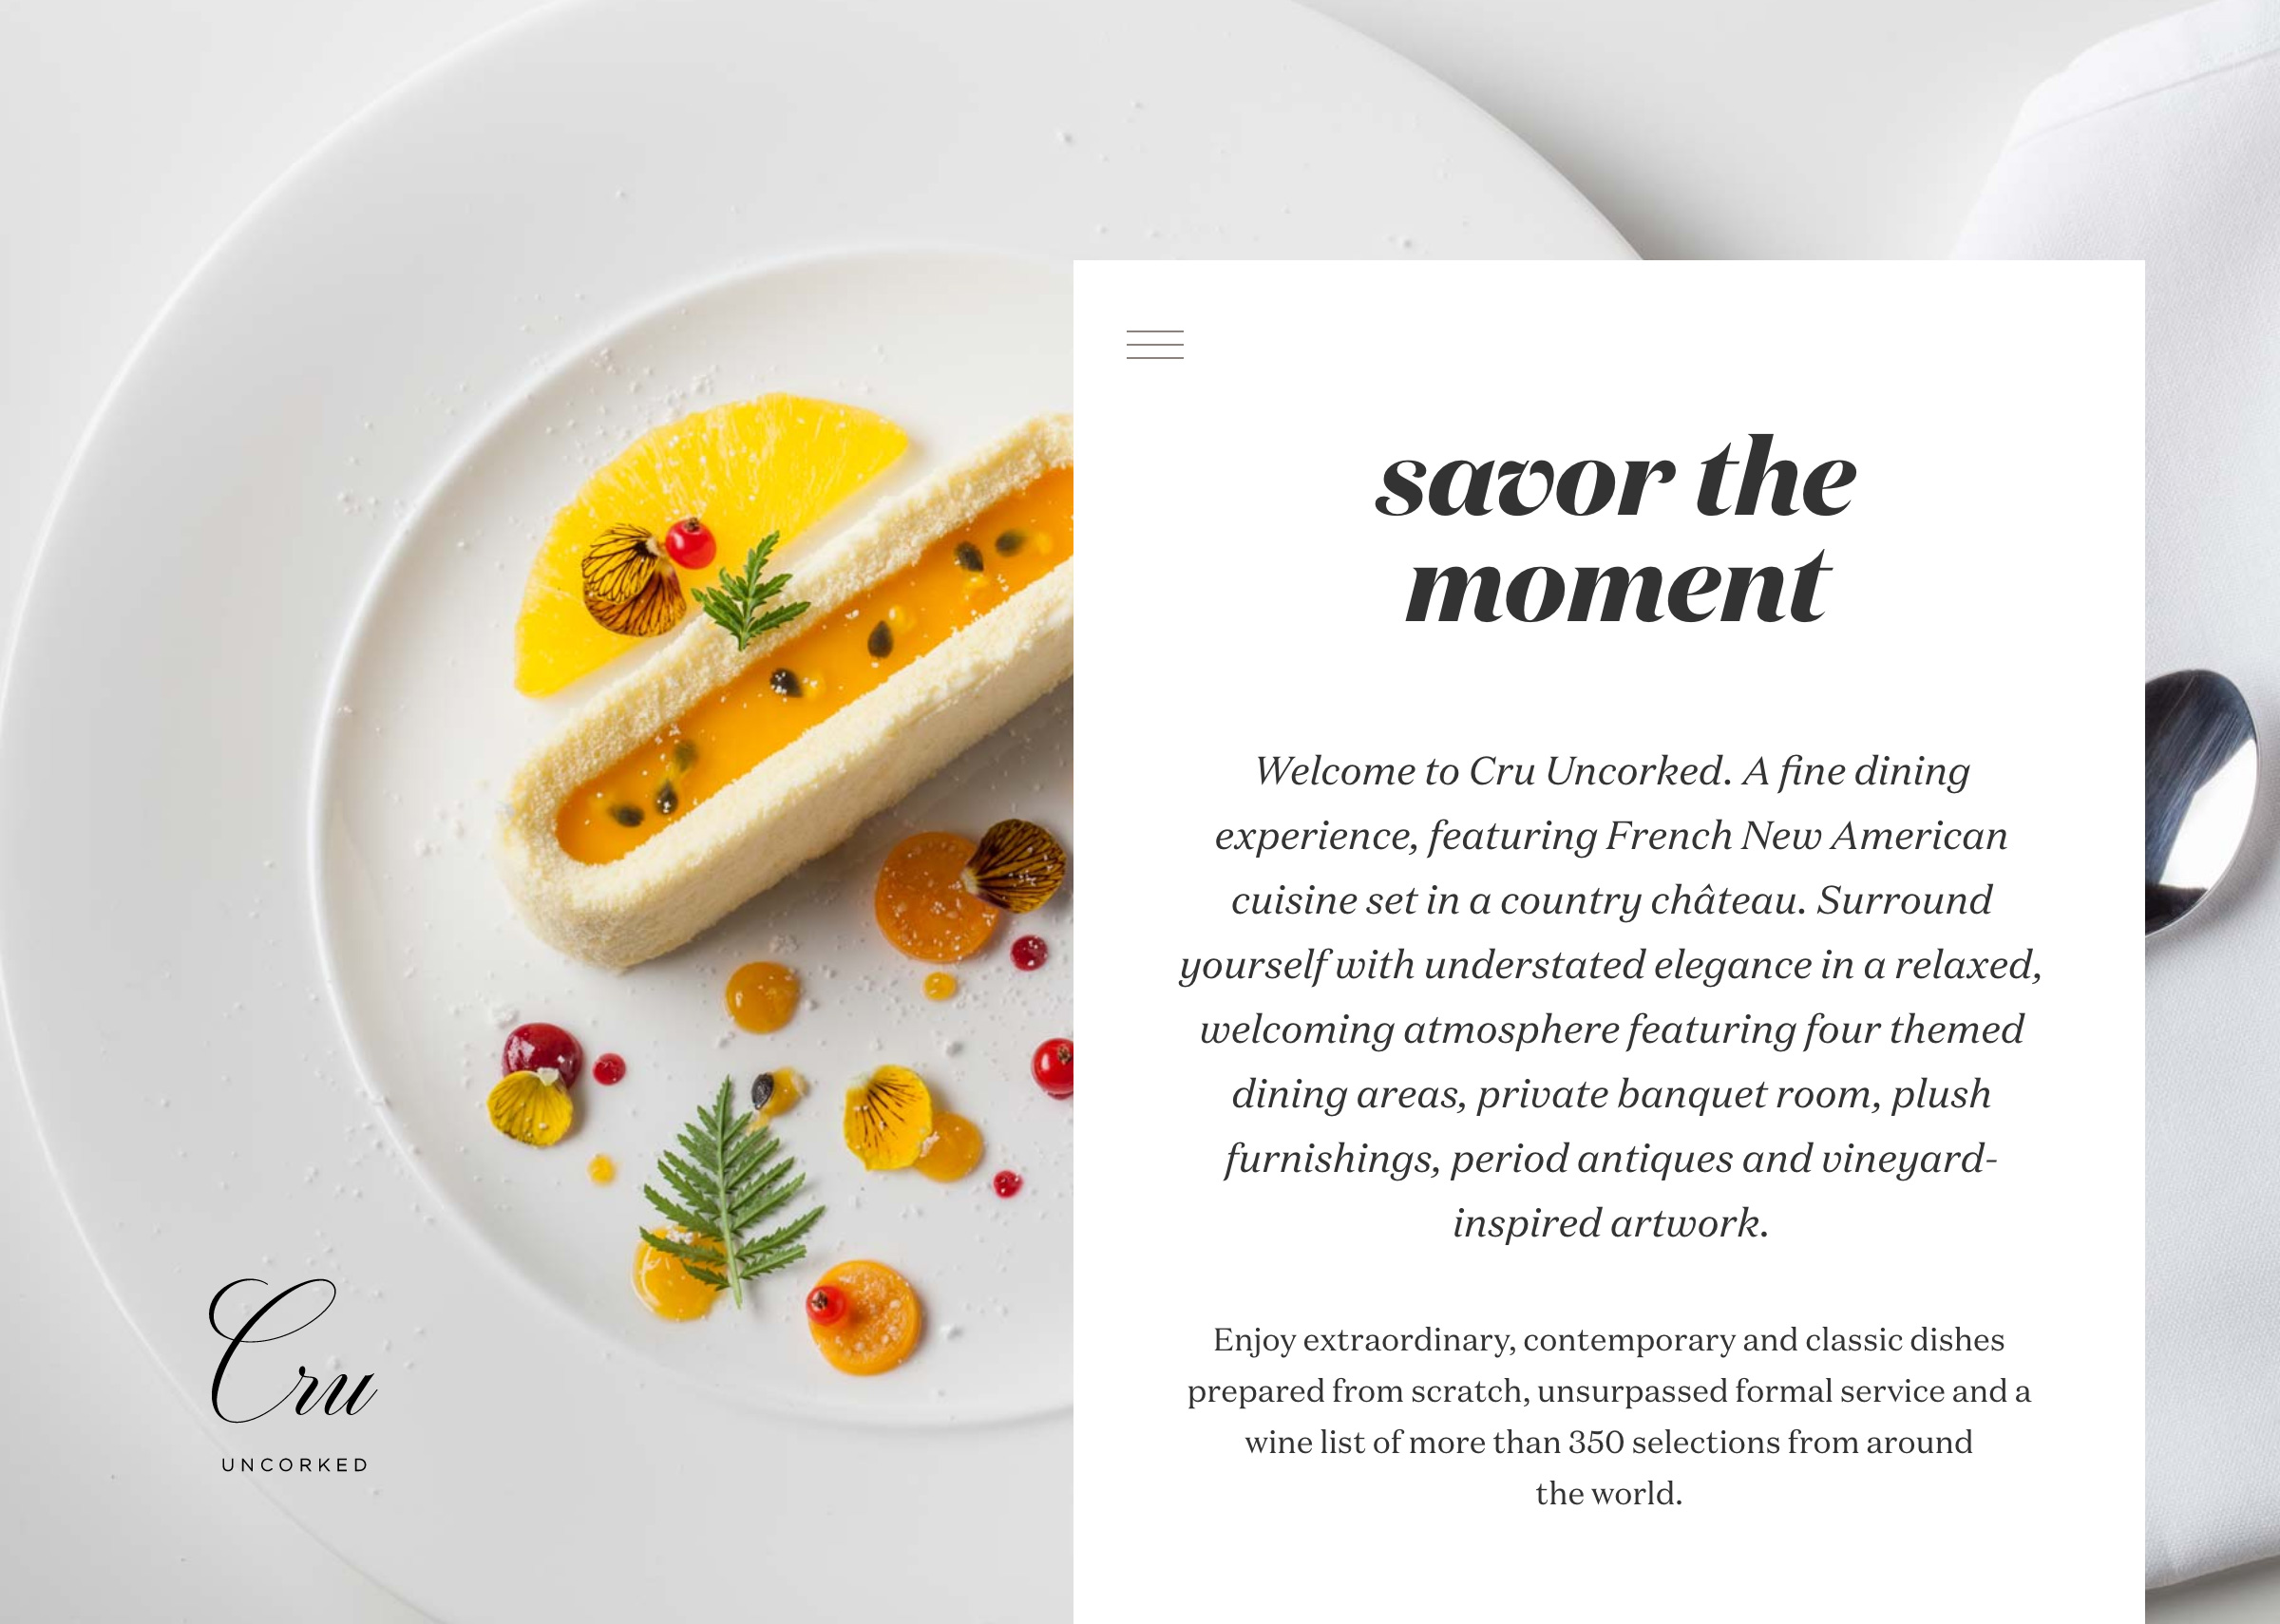 savor the
moment
Welcome to Cru Uncorked. A fine dining
experience, featuring French New American
cuisine set in a country château. Surround
yourself with understated elegance in a relaxed,
welcoming atmosphere featuring four themed
dining areas, private banquet room, plush
furnishings, period antiques and vineyard-
inspired artwork.
Enjoy extraordinary, contemporary and classic dishes
prepared from scratch, unsurpassed formal service and a
wine list of more than 350 selections from around
the world.
Cru
UNCORKED